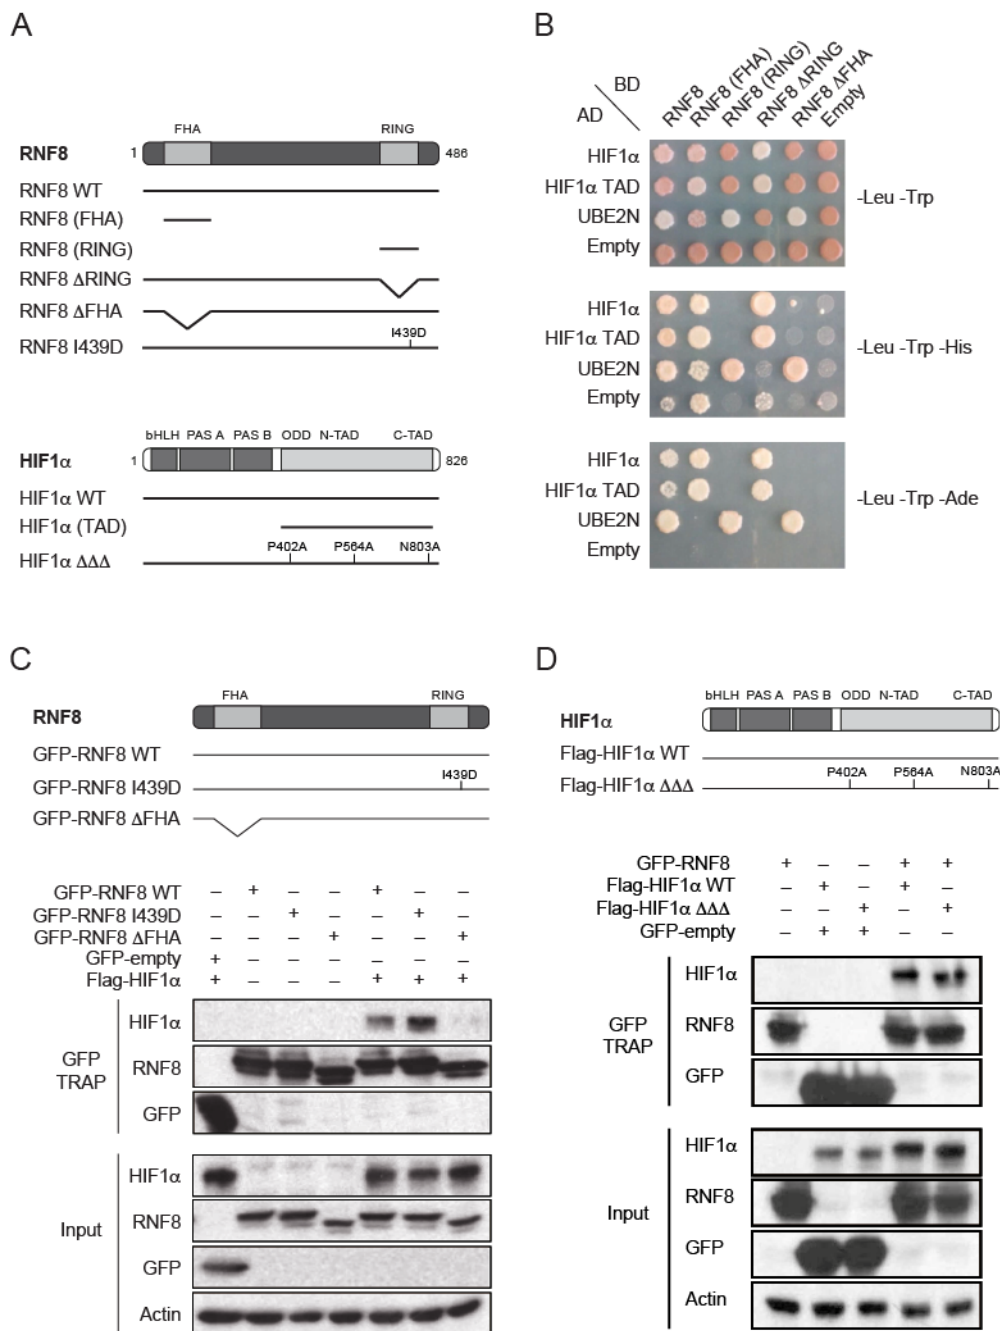 A
FHA RING
RNF8 1 486
RNF8 WT
RNF8 (FHA)
RNF8 (RING)
RNF8 ΔRING
RNF8 ΔFHA
I439D
RNF8 I439D
bHLH PAS A PAS B ODD N-TAD C-TAD
HIF1α 1 826
HIF1α WT
HIF1α (TAD)
P402A P564A N803A
HIF1α ΔΔΔ
B
BD
AD
RNF8 RNF8 (FHA) RNF8 (RING) RNF8 ΔRING RNF8 ΔFHA Empty
HIF1α
HIF1α TAD
UBE2N
Empty
-Leu -Trp
HIF1α
HIF1α TAD
UBE2N
Empty
-Leu -Trp -His
HIF1α
HIF1α TAD
UBE2N
Empty
-Leu -Trp -Ade
C
FHA RING
RNF8
GFP-RNF8 WT
I439D
GFP-RNF8 I439D
GFP-RNF8 ΔFHA
GFP-RNF8 WT – + – – + – –
GFP-RNF8 I439D – – + – – + –
GFP-RNF8 ΔFHA – – – + – – +
GFP-empty + – – – – – –
Flag-HIF1α + – – – + + +
GFP TRAP
HIF1α
RNF8
GFP
Input
HIF1α
RNF8
GFP
Actin
D
bHLH PAS A PAS B ODD N-TAD C-TAD
HIF1α
Flag-HIF1α WT
P402A P564A N803A
Flag-HIF1α ΔΔΔ
GFP-RNF8 + – – + +
Flag-HIF1α WT – + – + –
Flag-HIF1α ΔΔΔ – – + – +
GFP-empty – + + – –
GFP TRAP
HIF1α
RNF8
GFP
Input
HIF1α
RNF8
GFP
Actin